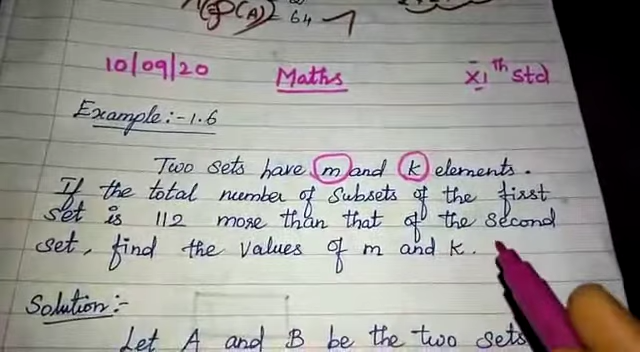 (A) = 64
10/09/20 Maths XIth Std
Example:-1.6
Two sets have m and k elements.
If the total number of subsets of the first
set is 112 more than that of the second
set, find the values of m and k.
Solution:-
Let A and B be the two sets